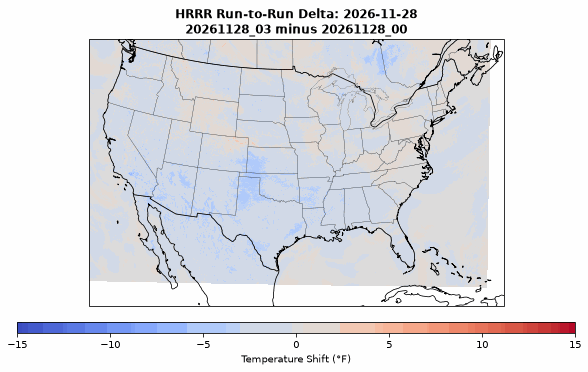 HRRR Run-to-Run Delta: 2026-11-28
20261128_03 minus 20261128_00
−15 −10 −5 0 5 10 15
Temperature Shift (°F)